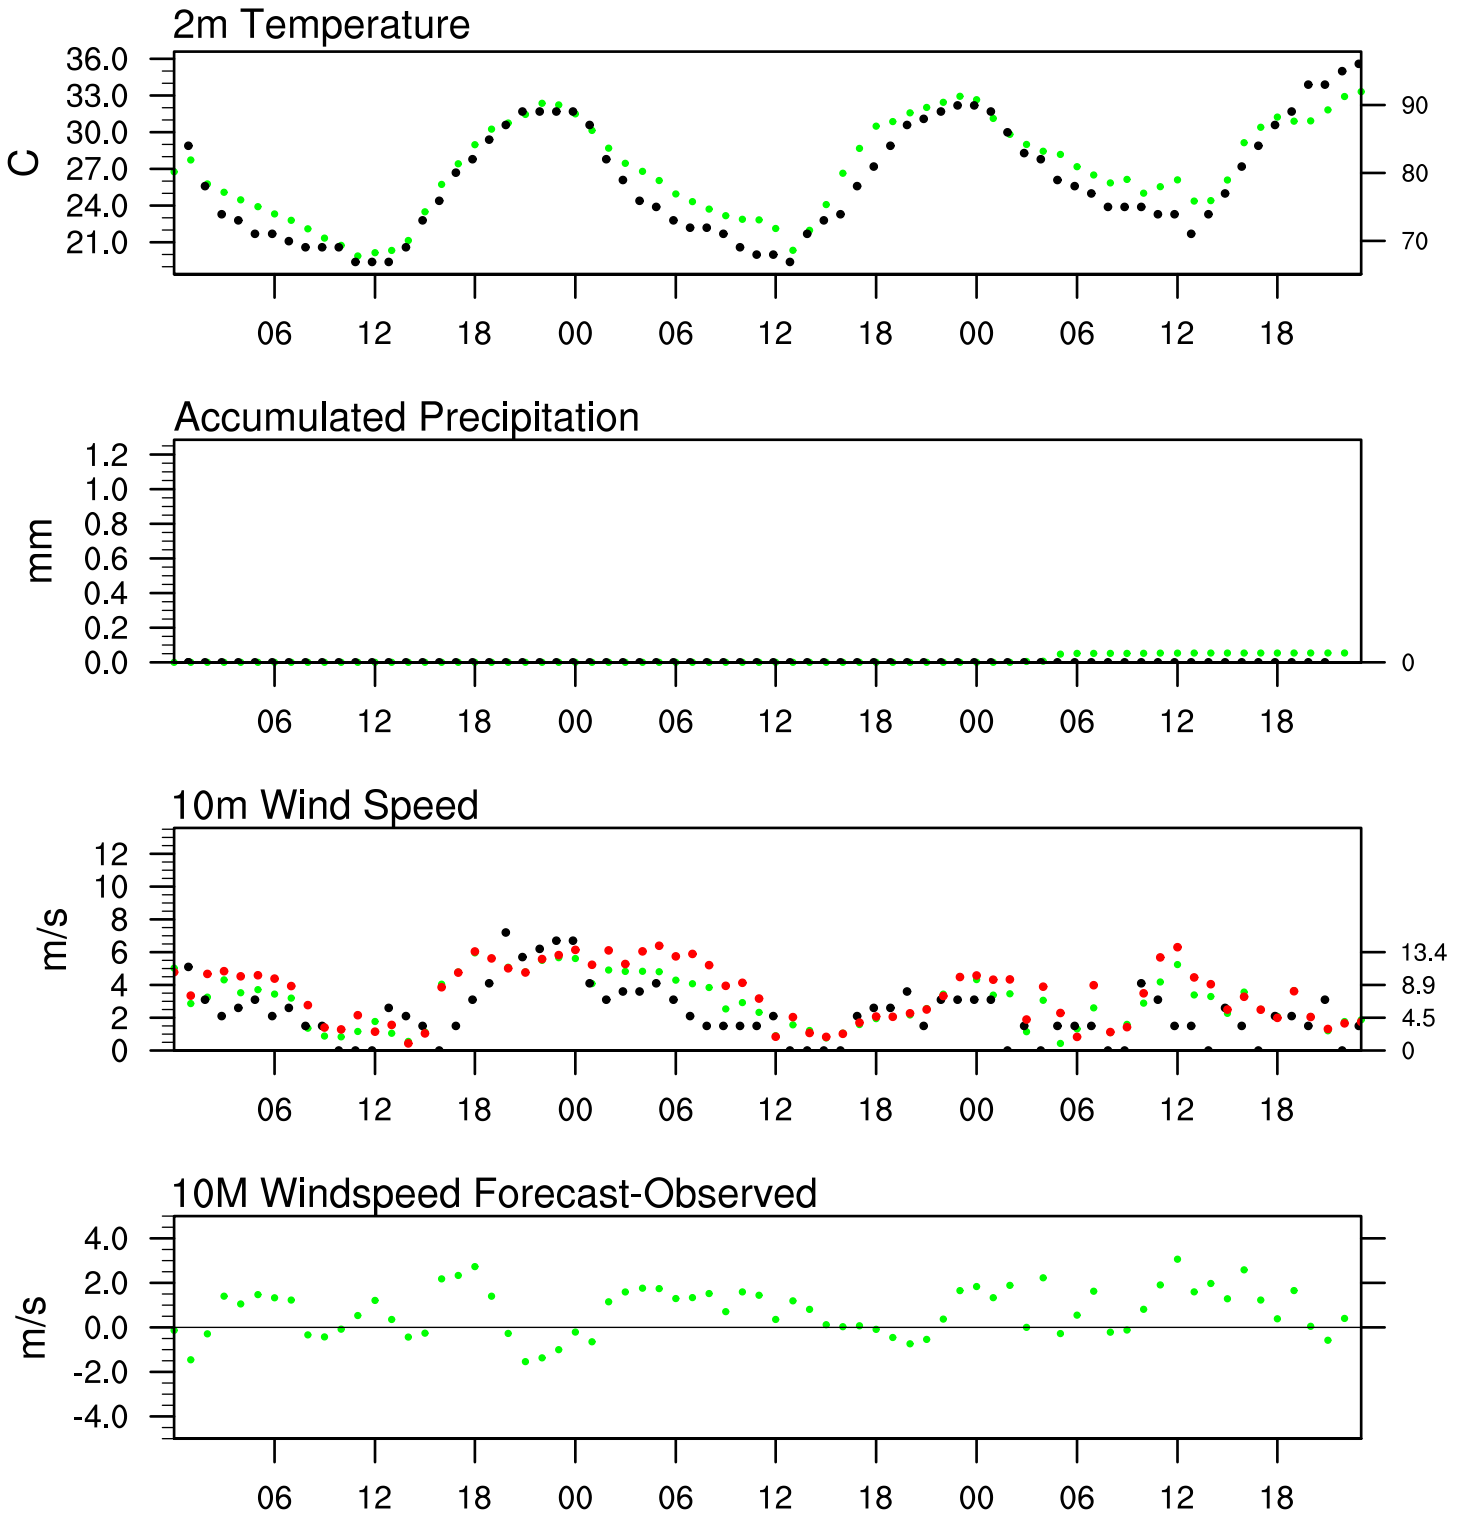 2m Temperature
36.0
33.0
30.0
27.0
24.0
21.0
C
90
80
70
06 12 18 00 06 12 18 00 06 12 18
Accumulated Precipitation
1.2
1.0
0.8
0.6
0.4
0.2
0.0
mm
0
06 12 18 00 06 12 18 00 06 12 18
10m Wind Speed
12
10
8
6
4
2
0
m/s
13.4
8.9
4.5
0
06 12 18 00 06 12 18 00 06 12 18
10M Windspeed Forecast-Observed
4.0
2.0
0.0
-2.0
-4.0
m/s
06 12 18 00 06 12 18 00 06 12 18